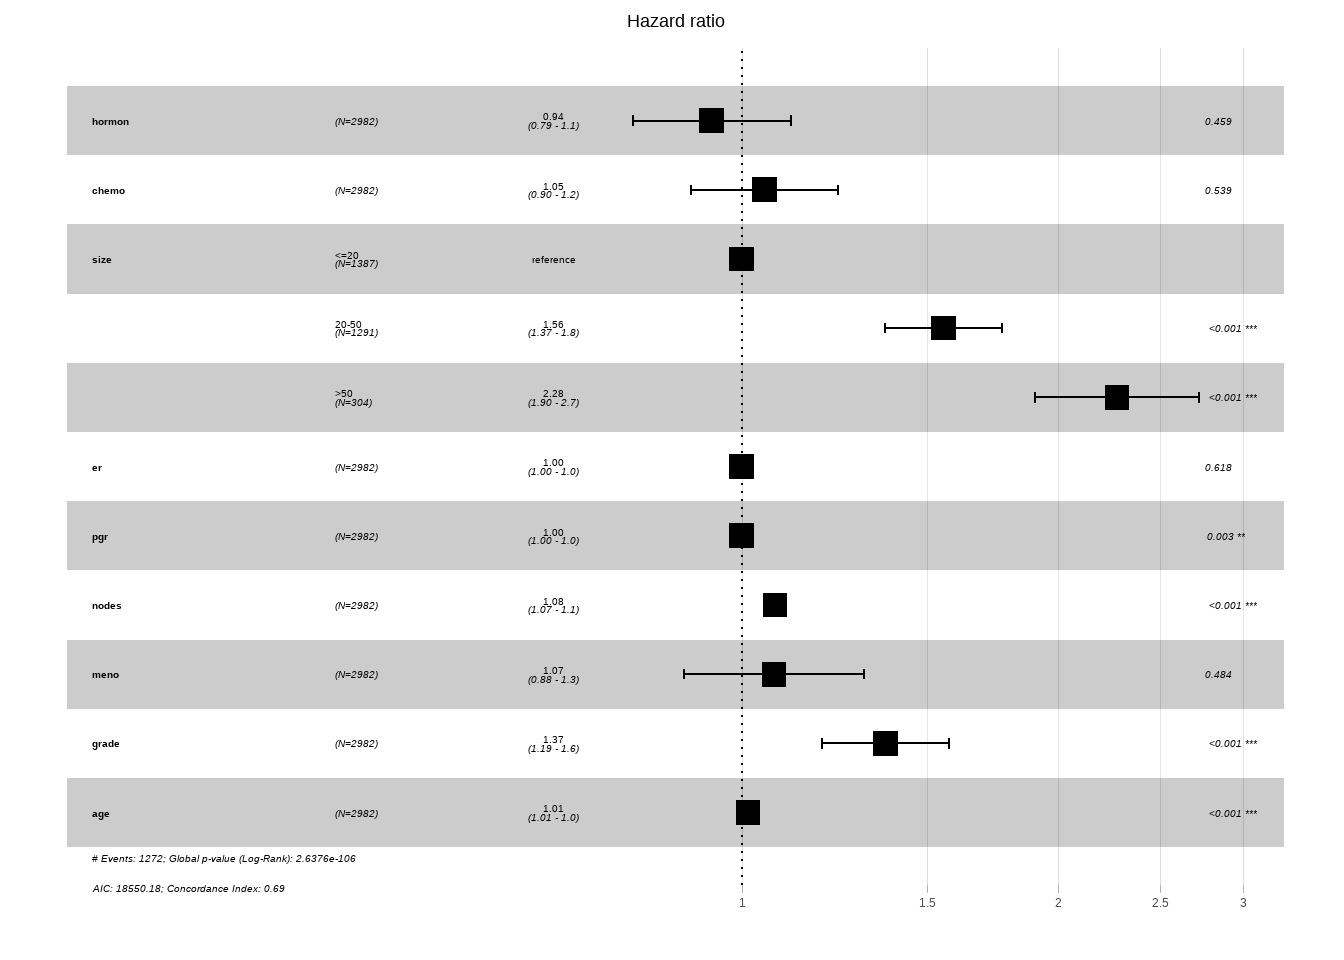 Hazard ratio
hormon (N=2982) 0.94 0.459
(0.79 - 1.1)
chemo (N=2982) 1.05 0.539
(0.90 - 1.2)
size <=20 reference
(N=1387)
20-50 1.56 <0.001 ***
(N=1291) (1.37 - 1.8)
>50 2.28 <0.001 ***
(N=304) (1.90 - 2.7)
er (N=2982) 1.00 0.618
(1.00 - 1.0)
pgr (N=2982) 1.00 0.003 **
(1.00 - 1.0)
nodes (N=2982) 1.08 <0.001 ***
(1.07 - 1.1)
meno (N=2982) 1.07 0.484
(0.88 - 1.3)
grade (N=2982) 1.37 <0.001 ***
(1.19 - 1.6)
age (N=2982) 1.01 <0.001 ***
(1.01 - 1.0)
# Events: 1272; Global p-value (Log-Rank): 2.6376e-106
AIC: 18550.18; Concordance Index: 0.69
1 1.5 2 2.5 3